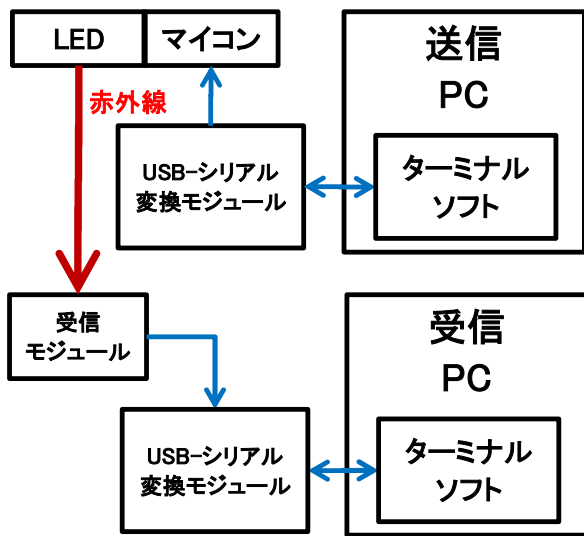 LED
マイコン
送信
PC
赤外線
USB-シリアル
変換モジュール
ターミナル
ソフト
受信
モジュール
受信
PC
USB-シリアル
変換モジュール
ターミナル
ソフト